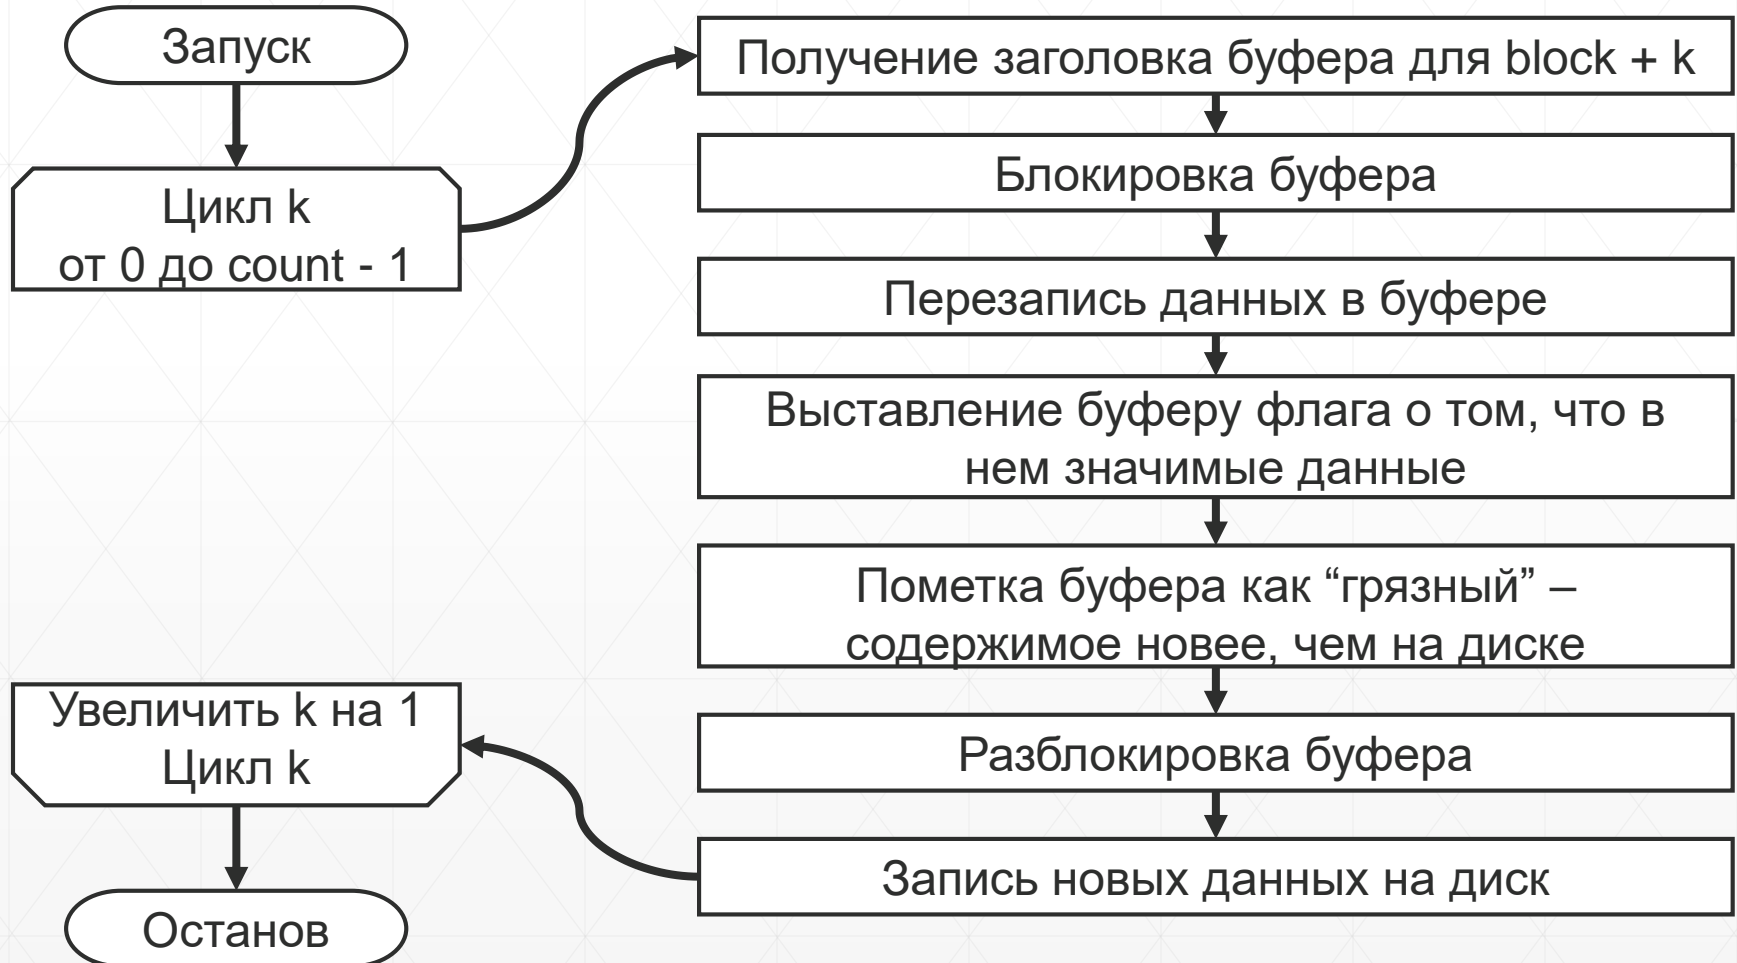 Запуск
Цикл k
от 0 до count - 1
Получение заголовка буфера для block + k
Блокировка буфера
Перезапись данных в буфере
Выставление буферу флага о том, что в
нем значимые данные
Пометка буфера как “грязный” –
содержимое новее, чем на диске
Разблокировка буфера
Запись новых данных на диск
Увеличить k на 1
Цикл k
Останов